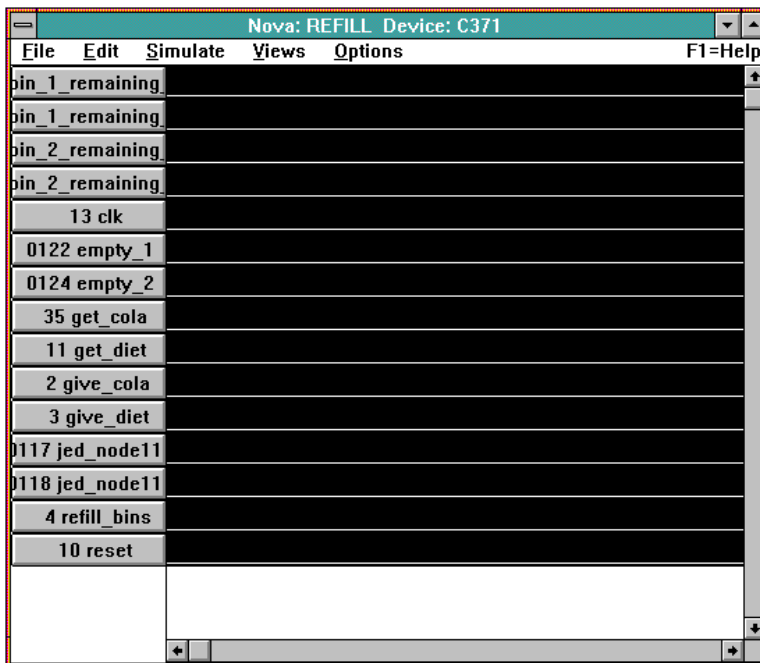 Nova: REFILL Device: C371
File Edit Simulate Views Options F1=Help
bin_1_remaining_
bin_1_remaining_
bin_2_remaining_
bin_2_remaining_
13 clk
0122 empty_1
0124 empty_2
35 get_cola
11 get_diet
2 give_cola
3 give_diet
0117 jed_node11
0118 jed_node11
4 refill_bins
10 reset